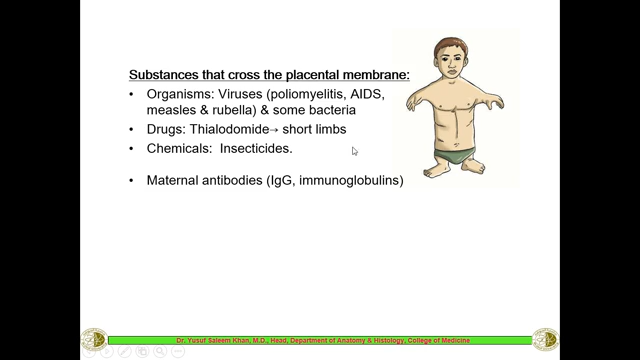 Substances that cross the placental membrane:
• Organisms: Viruses (poliomyelitis, AIDS,
measles & rubella) & some bacteria
• Drugs: Thialodomide→ short limbs
• Chemicals: Insecticides.
• Maternal antibodies (IgG, immunoglobulins)
Dr. Yusuf Saleem Khan, M.D., Head, Department of Anatomy & Histology, College of Medicine